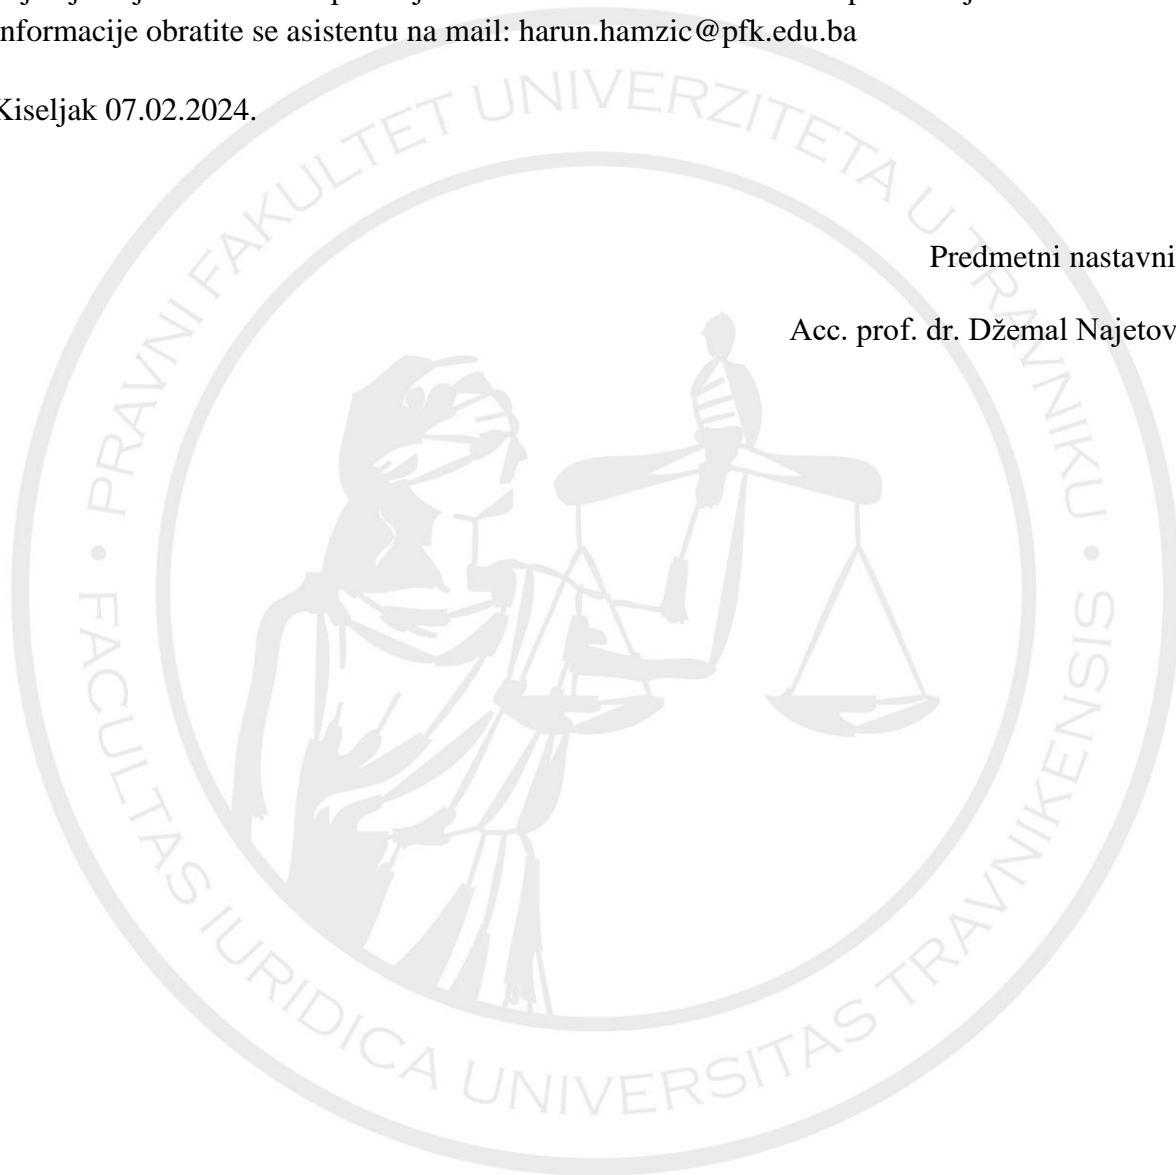 nformacije obratite se asistentu na mail: harun.hamzic@pfk.edu.ba
Kiseljak 07.02.2024.
Predmetni nastavni
Acc. prof. dr. Džemal Najetov
• PRAVNI FAKULTET UNIVERZITETA U TRAVNIKU •
FACULTAS IURIDICA UNIVERSITAS TRAVNIKENSIS